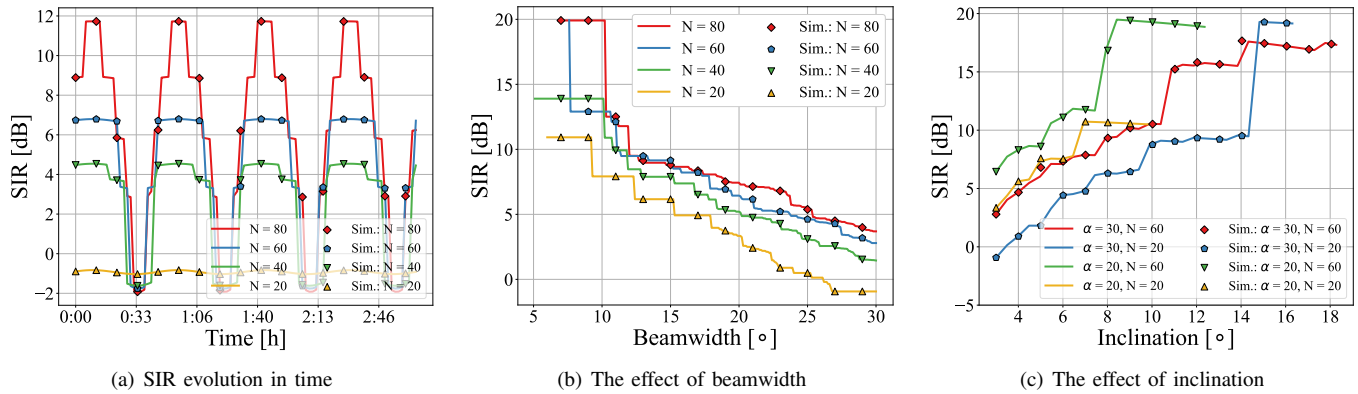 12
10
8
6
4
2
0
−2
SIR [dB]
0:00 0:33 1:06 1:40 2:13 2:46
Time [h]
N = 80 Sim.: N = 80
N = 60 Sim.: N = 60
N = 40 Sim.: N = 40
N = 20 Sim.: N = 20
(a) SIR evolution in time
20
15
10
5
0
SIR [dB]
5 10 15 20 25 30
Beamwidth [∘]
N = 80 Sim.: N = 80
N = 60 Sim.: N = 60
N = 40 Sim.: N = 40
N = 20 Sim.: N = 20
(b) The effect of beamwidth
20
15
10
5
0
−5
SIR [dB]
4 6 8 10 12 14 16 18
Inclination [∘]
α = 30, N = 60 Sim.: α = 30, N = 60
α = 30, N = 20 Sim.: α = 30, N = 20
α = 20, N = 60 Sim.: α = 20, N = 60
α = 20, N = 20 Sim.: α = 20, N = 20
(c) The effect of inclination